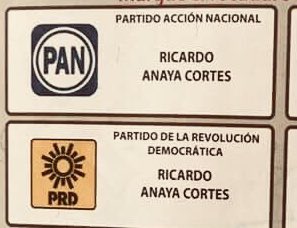 PARTIDO ACCIÓN NACIONAL
PAN
RICARDO
ANAYA CORTES
PARTIDO DE LA REVOLUCIÓN
DEMOCRÁTICA
PRD
RICARDO
ANAYA CORTES